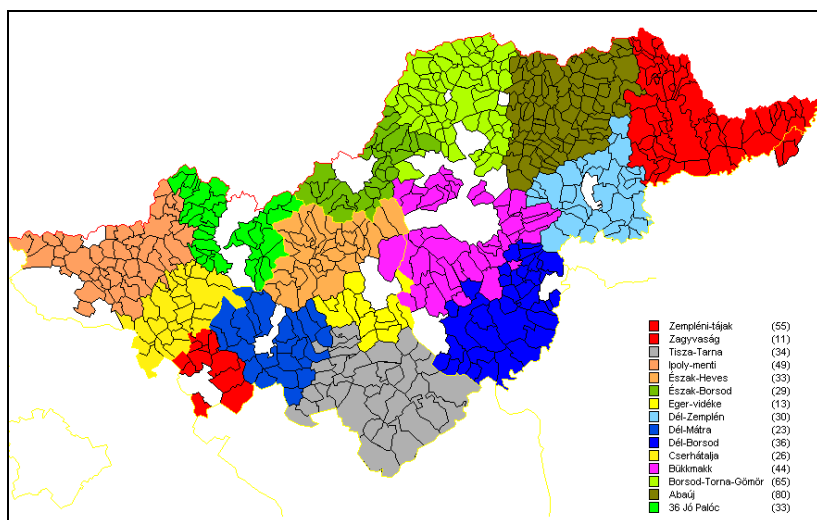 Zempléni-tájak (55)
Zagyvaság (11)
Tisza-Tarna (34)
Ipoly-menti (49)
Észak-Heves (33)
Észak-Borsod (29)
Eger-vidéke (13)
Dél-Zemplén (30)
Dél-Mátra (23)
Dél-Borsod (36)
Cserhátalja (26)
Bükkmakk (44)
Borsod-Torna-Gömör (65)
Abaúj (80)
36 Jó Palóc (33)